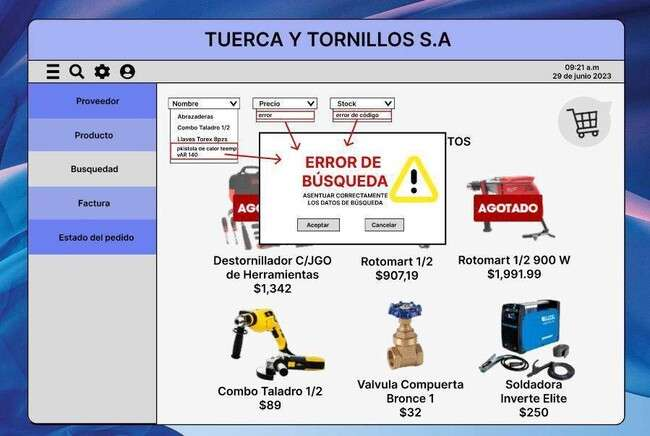 TUERCA Y TORNILLOS S.A
09:21 a.m
29 de junio 2023
Proveedor
Producto
Busquedad
Factura
Estado del pedido
Nombre
Abrazaderas
Combo Taladro 1/2
Llaves Torex 8pzs
pkistola de calor teemp
vAR 140
Precio
error
Stock
error de código
TOS
ERROR DE
BÚSQUEDA
ASENTUAR CORRECTAMENTE
LOS DATOS DE BÚSQUEDA
Aceptar
Cancelar
AG
AGOTADO
Destornillador C/JGO
de Herramientas
$1,342
Rotomart 1/2
$907,19
Rotomart 1/2 900 W
$1,991.99
Combo Taladro 1/2
$89
Valvula Compuerta
Bronce 1
$32
Soldadora
Inverte Elite
$250